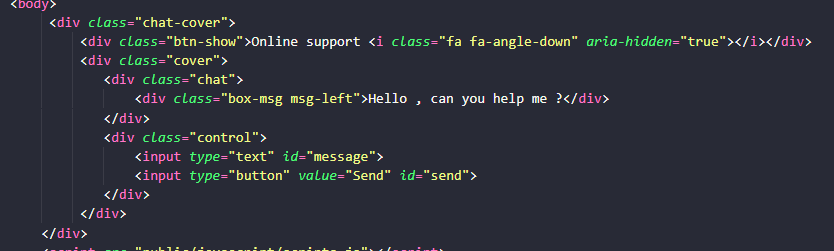 <body>
<div class="chat-cover">
<div class="btn-show">Online support <i class="fa fa-angle-down" aria-hidden="true"></i></div>
<div class="cover">
<div class="chat">
<div class="box-msg msg-left">Hello , can you help me ?</div>
</div>
<div class="control">
<input type="text" id="message">
<input type="button" value="Send" id="send">
</div>
</div>
</div>